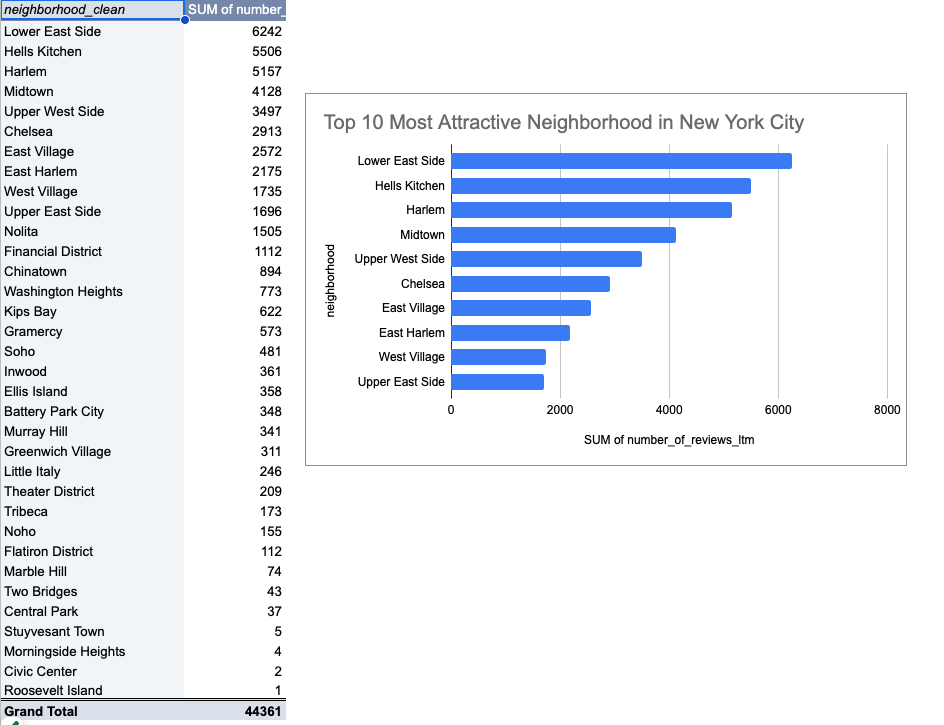 neighborhood_clean SUM of number_
Lower East Side 6242
Hells Kitchen 5506
Harlem 5157
Midtown 4128
Upper West Side 3497
Chelsea 2913
East Village 2572
East Harlem 2175
West Village 1735
Upper East Side 1696
Nolita 1505
Financial District 1112
Chinatown 894
Washington Heights 773
Kips Bay 622
Gramercy 573
Soho 481
Inwood 361
Ellis Island 358
Battery Park City 348
Murray Hill 341
Greenwich Village 311
Little Italy 246
Theater District 209
Tribeca 173
Noho 155
Flatiron District 112
Marble Hill 74
Two Bridges 43
Central Park 37
Stuyvesant Town 5
Morningside Heights 4
Civic Center 2
Roosevelt Island 1
Grand Total 44361
Top 10 Most Attractive Neighborhood in New York City
neighborhood
Lower East Side
Hells Kitchen
Harlem
Midtown
Upper West Side
Chelsea
East Village
East Harlem
West Village
Upper East Side
0 2000 4000 6000 8000
SUM of number_of_reviews_ltm